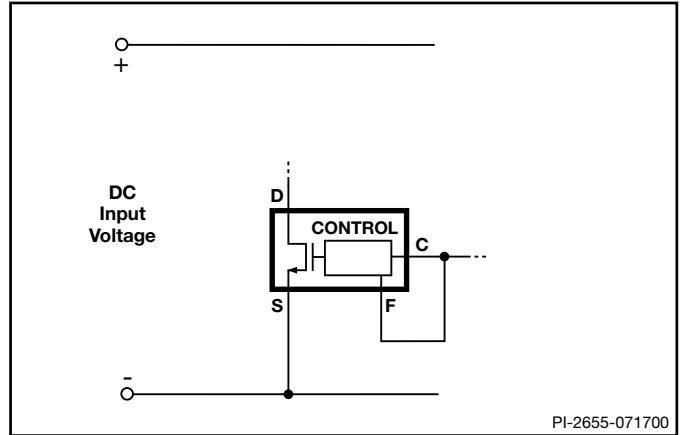 +
DC
Input
Voltage
D
CONTROL
C
S
F
-
PI-2655-071700